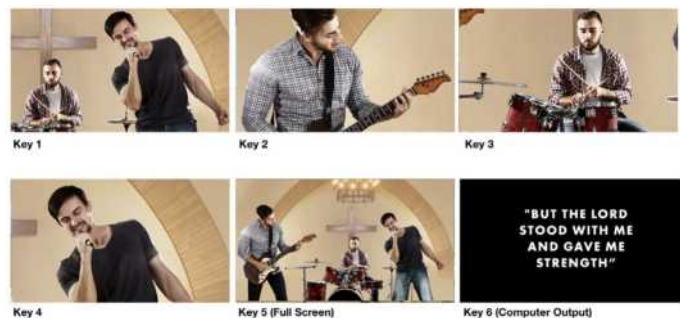 Key 1
Key 2
Key 3
"BUT THE LORD
STOOD WITH ME
AND GAVE ME
STRENGTH"
Key 4
Key 5 (Full Screen)
Key 6 (Computer Output)